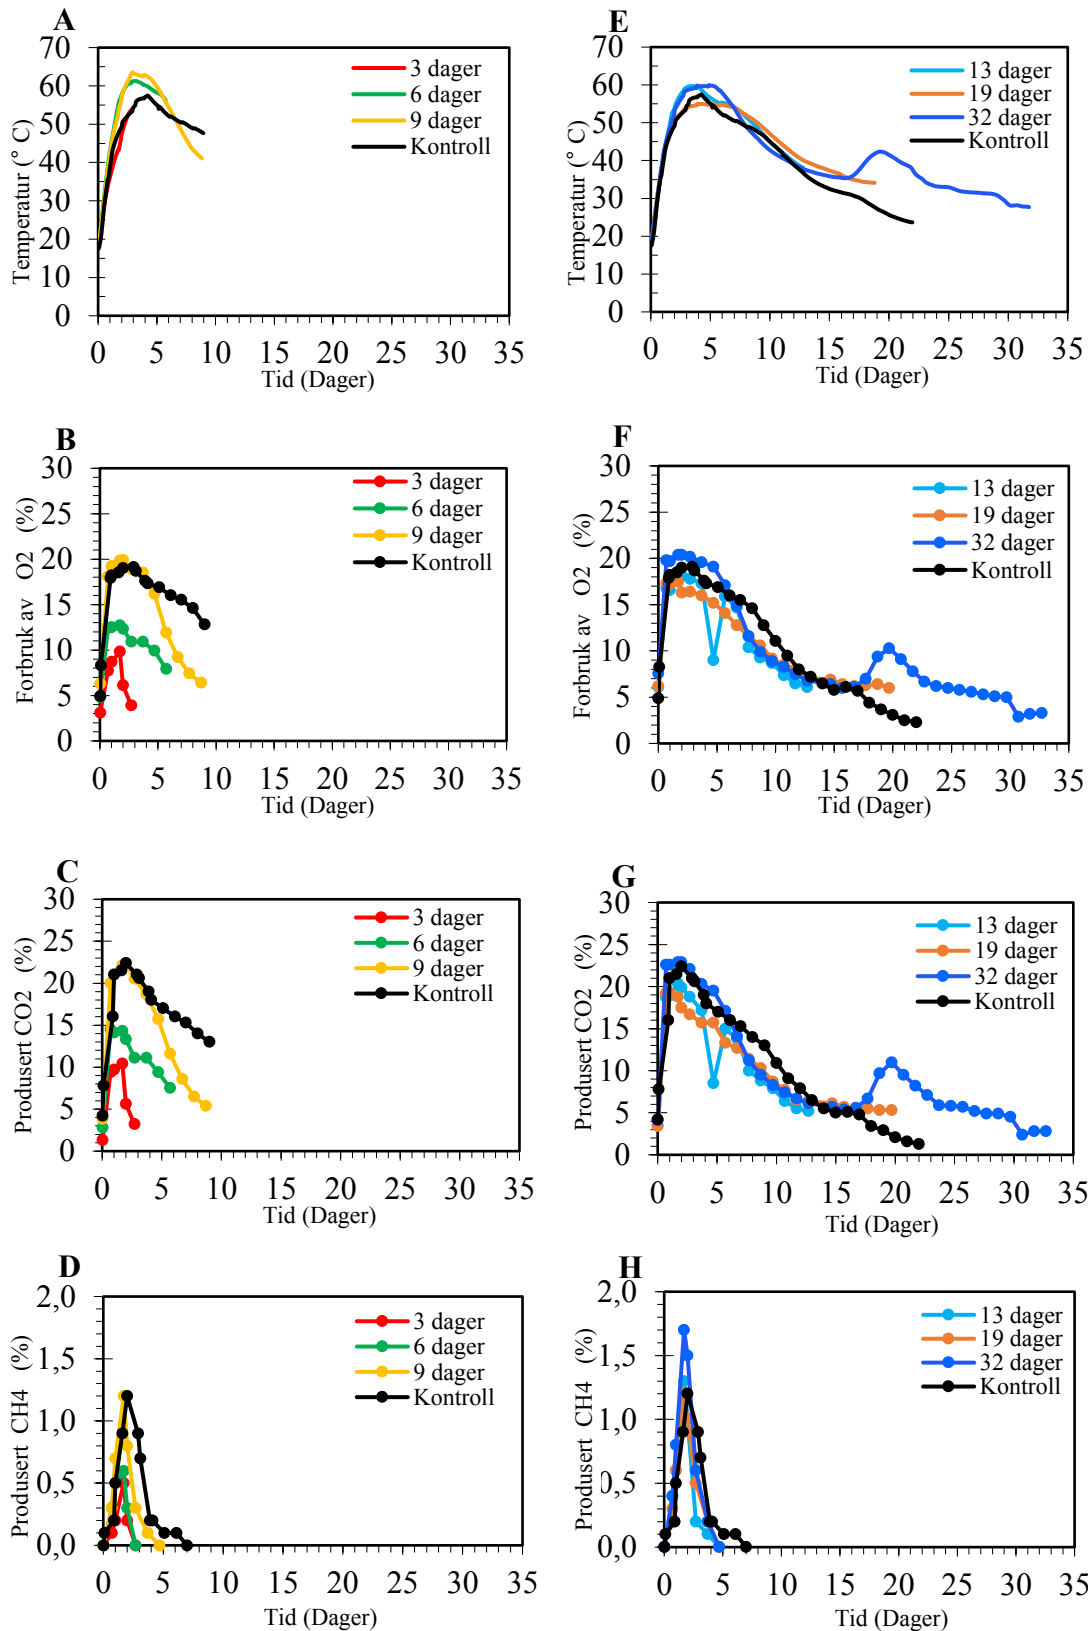 A
70
60
50
40
30
20
10
0
Temperatur (° C)
3 dager
6 dager
9 dager
Kontroll
0 5 10 15 20 25 30 35
Tid (Dager)
E
70
60
50
40
30
20
10
0
Temperatur (° C)
13 dager
19 dager
32 dager
Kontroll
0 5 10 15 20 25 30 35
Tid (Dager)
B
30
25
20
15
10
5
0
Forbruk av O2 (%)
3 dager
6 dager
9 dager
Kontroll
0 5 10 15 20 25 30 35
Tid (Dager)
F
30
25
20
15
10
5
0
Forbruk av O2 (%)
13 dager
19 dager
32 dager
Kontroll
0 5 10 15 20 25 30 35
Tid (Dager)
C
30
25
20
15
10
5
0
Produsert CO2 (%)
3 dager
6 dager
9 dager
Kontroll
0 5 10 15 20 25 30 35
Tid (Dager)
G
30
25
20
15
10
5
0
Produsert CO2 (%)
13 dager
19 dager
32 dager
Kontroll
0 5 10 15 20 25 30 35
Tid (Dager)
D
2,0
1,5
1,0
0,5
0,0
Produsert CH4 (%)
3 dager
6 dager
9 dager
Kontroll
0 5 10 15 20 25 30 35
Tid (Dager)
H
2,0
1,5
1,0
0,5
0,0
Produsert CH4 (%)
13 dager
19 dager
32 dager
Kontroll
0 5 10 15 20 25 30 35
Tid (Dager)